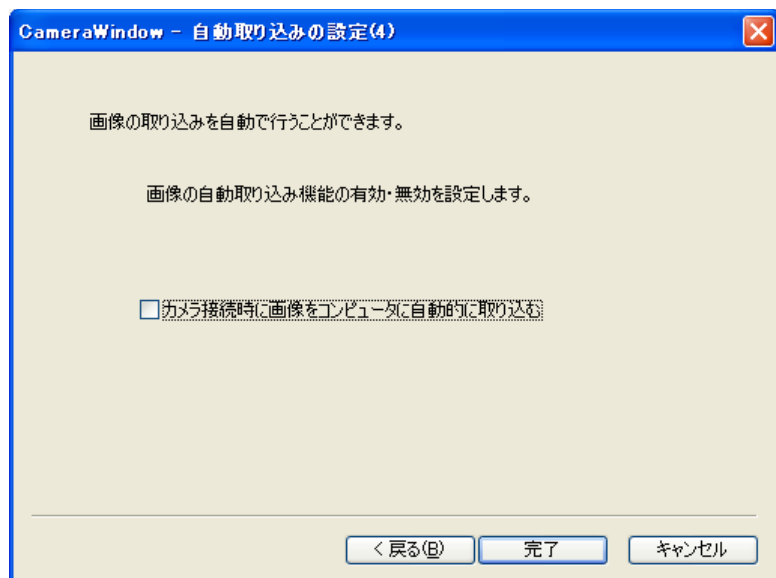 CameraWindow - 自動取り込みの設定(4)
画像の取り込みを自動で行うことができます。
画像の自動取り込み機能の有効・無効を設定します。
カメラ接続時に画像をコンピュータに自動的に取り込む
< 戻る(B) 完了 キャンセル